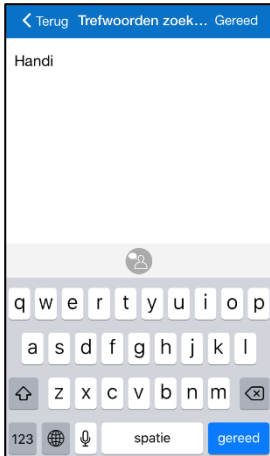 Terug Trefwoorden zoek... Gereed
Handi
q w e r t y u i o p
a s d f g h j k l
z x c v b n m
123 spatie gereed